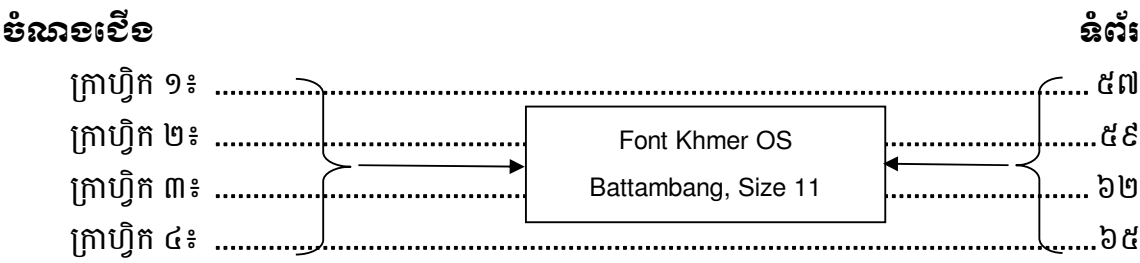 ចំណងជើង ទំព័រ
ក្រាហ្វិក ១៖ ........................ ៥៧
ក្រាហ្វិក ២៖ ........................ ៥៩
Font Khmer OS
Battambang, Size 11
ក្រាហ្វិក ៣៖ ........................ ៦២
ក្រាហ្វិក ៤៖ ........................ ៦៥